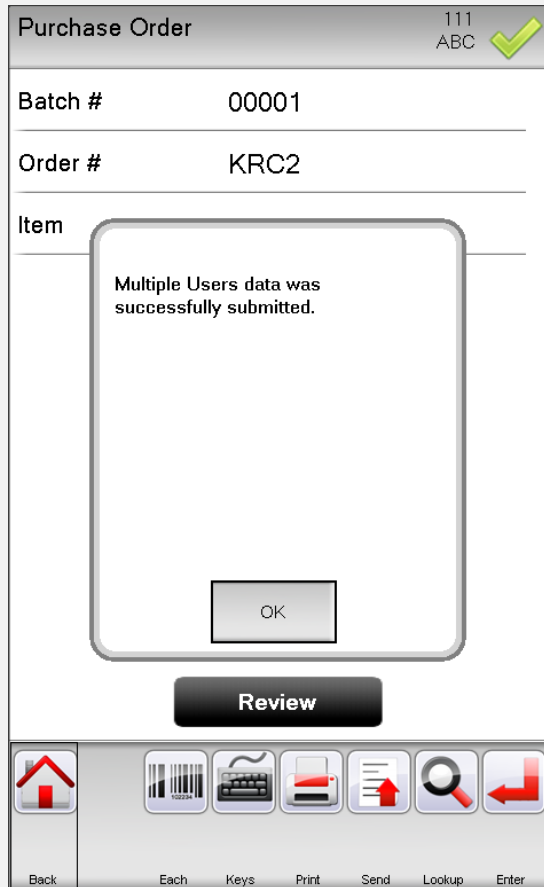 Purchase Order
111
ABC
Batch # 00001
Order # KRC2
Item
Multiple Users data was
successfully submitted.
OK
Review
102234
Back Each Keys Print Send Lookup Enter